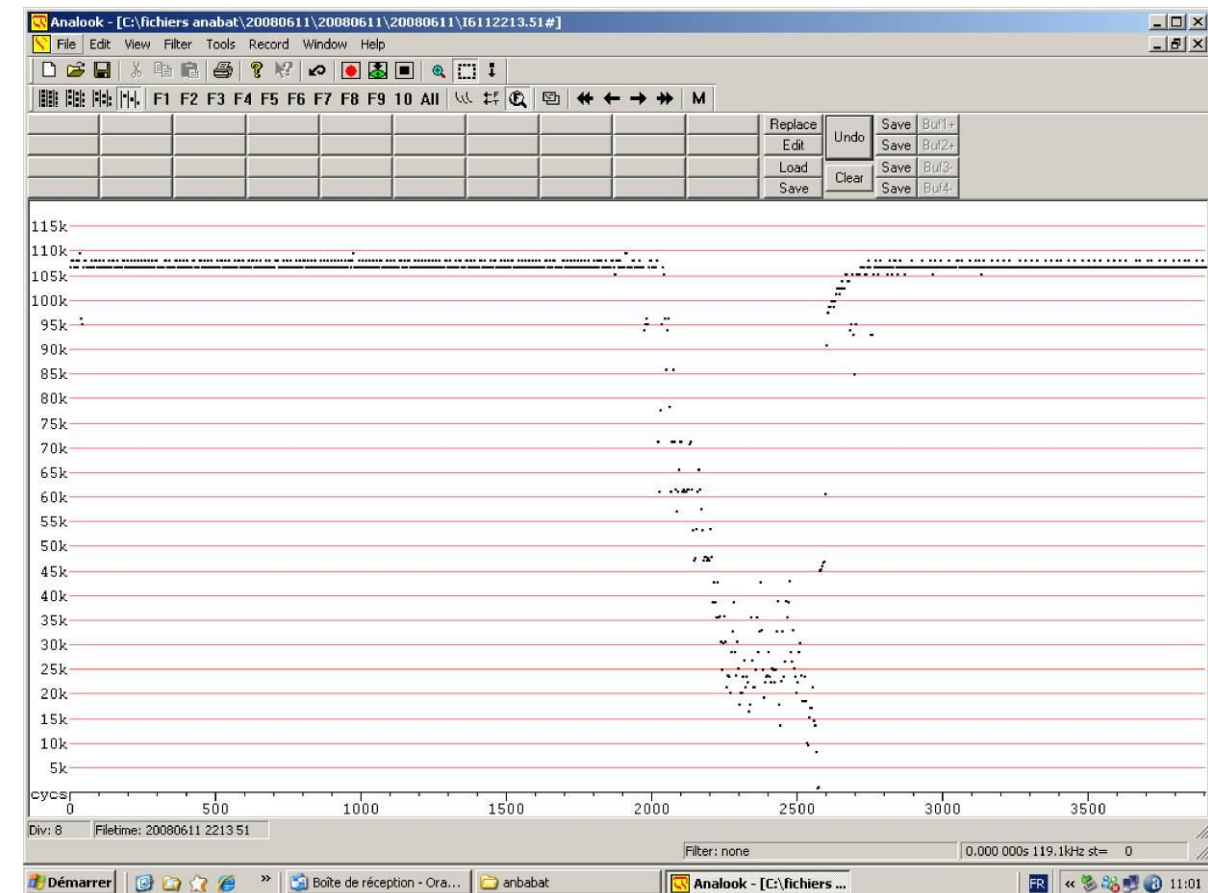 Analook - [C:\fichiers anabat\20080611\20080611\20080611\I6112213.51#]
File Edit View Filter Tools Record Window Help
F1 F2 F3 F4 F5 F6 F7 F8 F9 10 All M
Replace Undo Save Buf1+
Edit Save Buf2+
Load Clear Save Buf3-
Save Save Buf4-
115k
110k
105k
100k
95k
90k
85k
80k
75k
70k
65k
60k
55k
50k
45k
40k
35k
30k
25k
20k
15k
10k
5k
cycs
0 500 1000 1500 2000 2500 3000 3500
Div: 8 Filetime: 20080611 2213 51
Filter: none 0.000 000s 119.1kHz st= 0
Démarrer » Boîte de réception - Ora... anbabat Analook - [C:\fichiers ... FR « 11:01